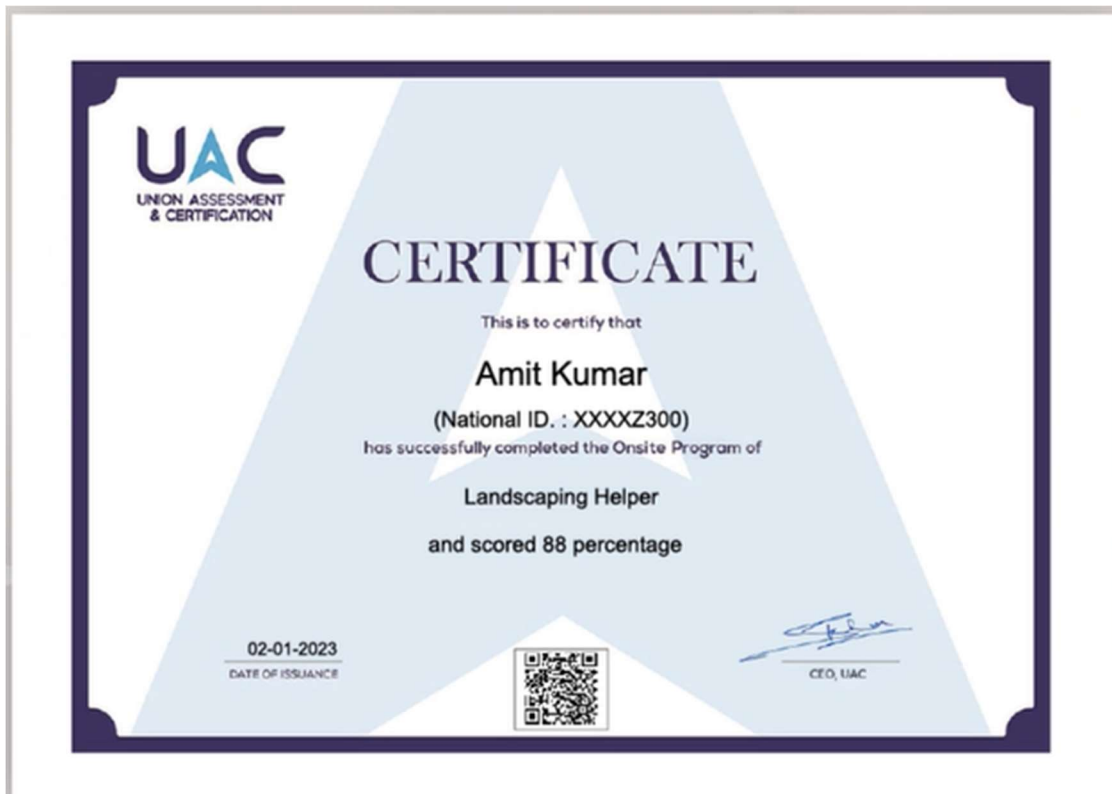 UAC
UNION ASSESSMENT
& CERTIFICATION
CERTIFICATE
This is to certify that
Amit Kumar
(National ID. : XXXXZ300)
has successfully completed the Onsite Program of
Landscaping Helper
and scored 88 percentage
02-01-2023
DATE OF ISSUANCE
CEO, UAC